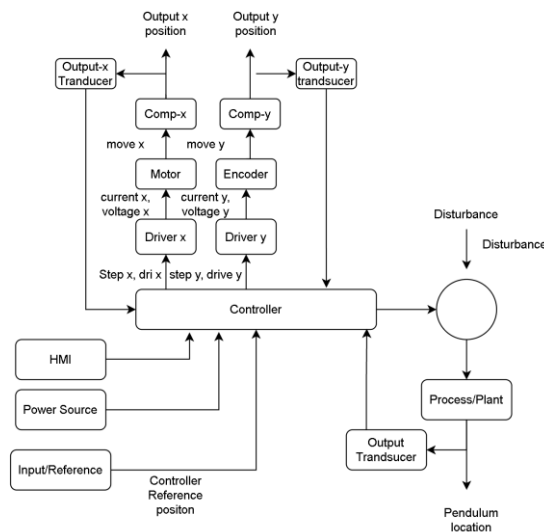 Output x
position
Output y
position
Output-x
Tranducer
Output-y
trandsucer
Comp-x
Comp-y
move x
move y
Motor
Encoder
current x,
voltage x
current y,
voltage y
Driver x
Driver y
Disturbance
Disturbance
Step x, dri x
step y, drive y
Controller
HMI
Power Source
Process/Plant
Input/Reference
Output
Trandsucer
Controller
Reference
positon
Pendulum
location